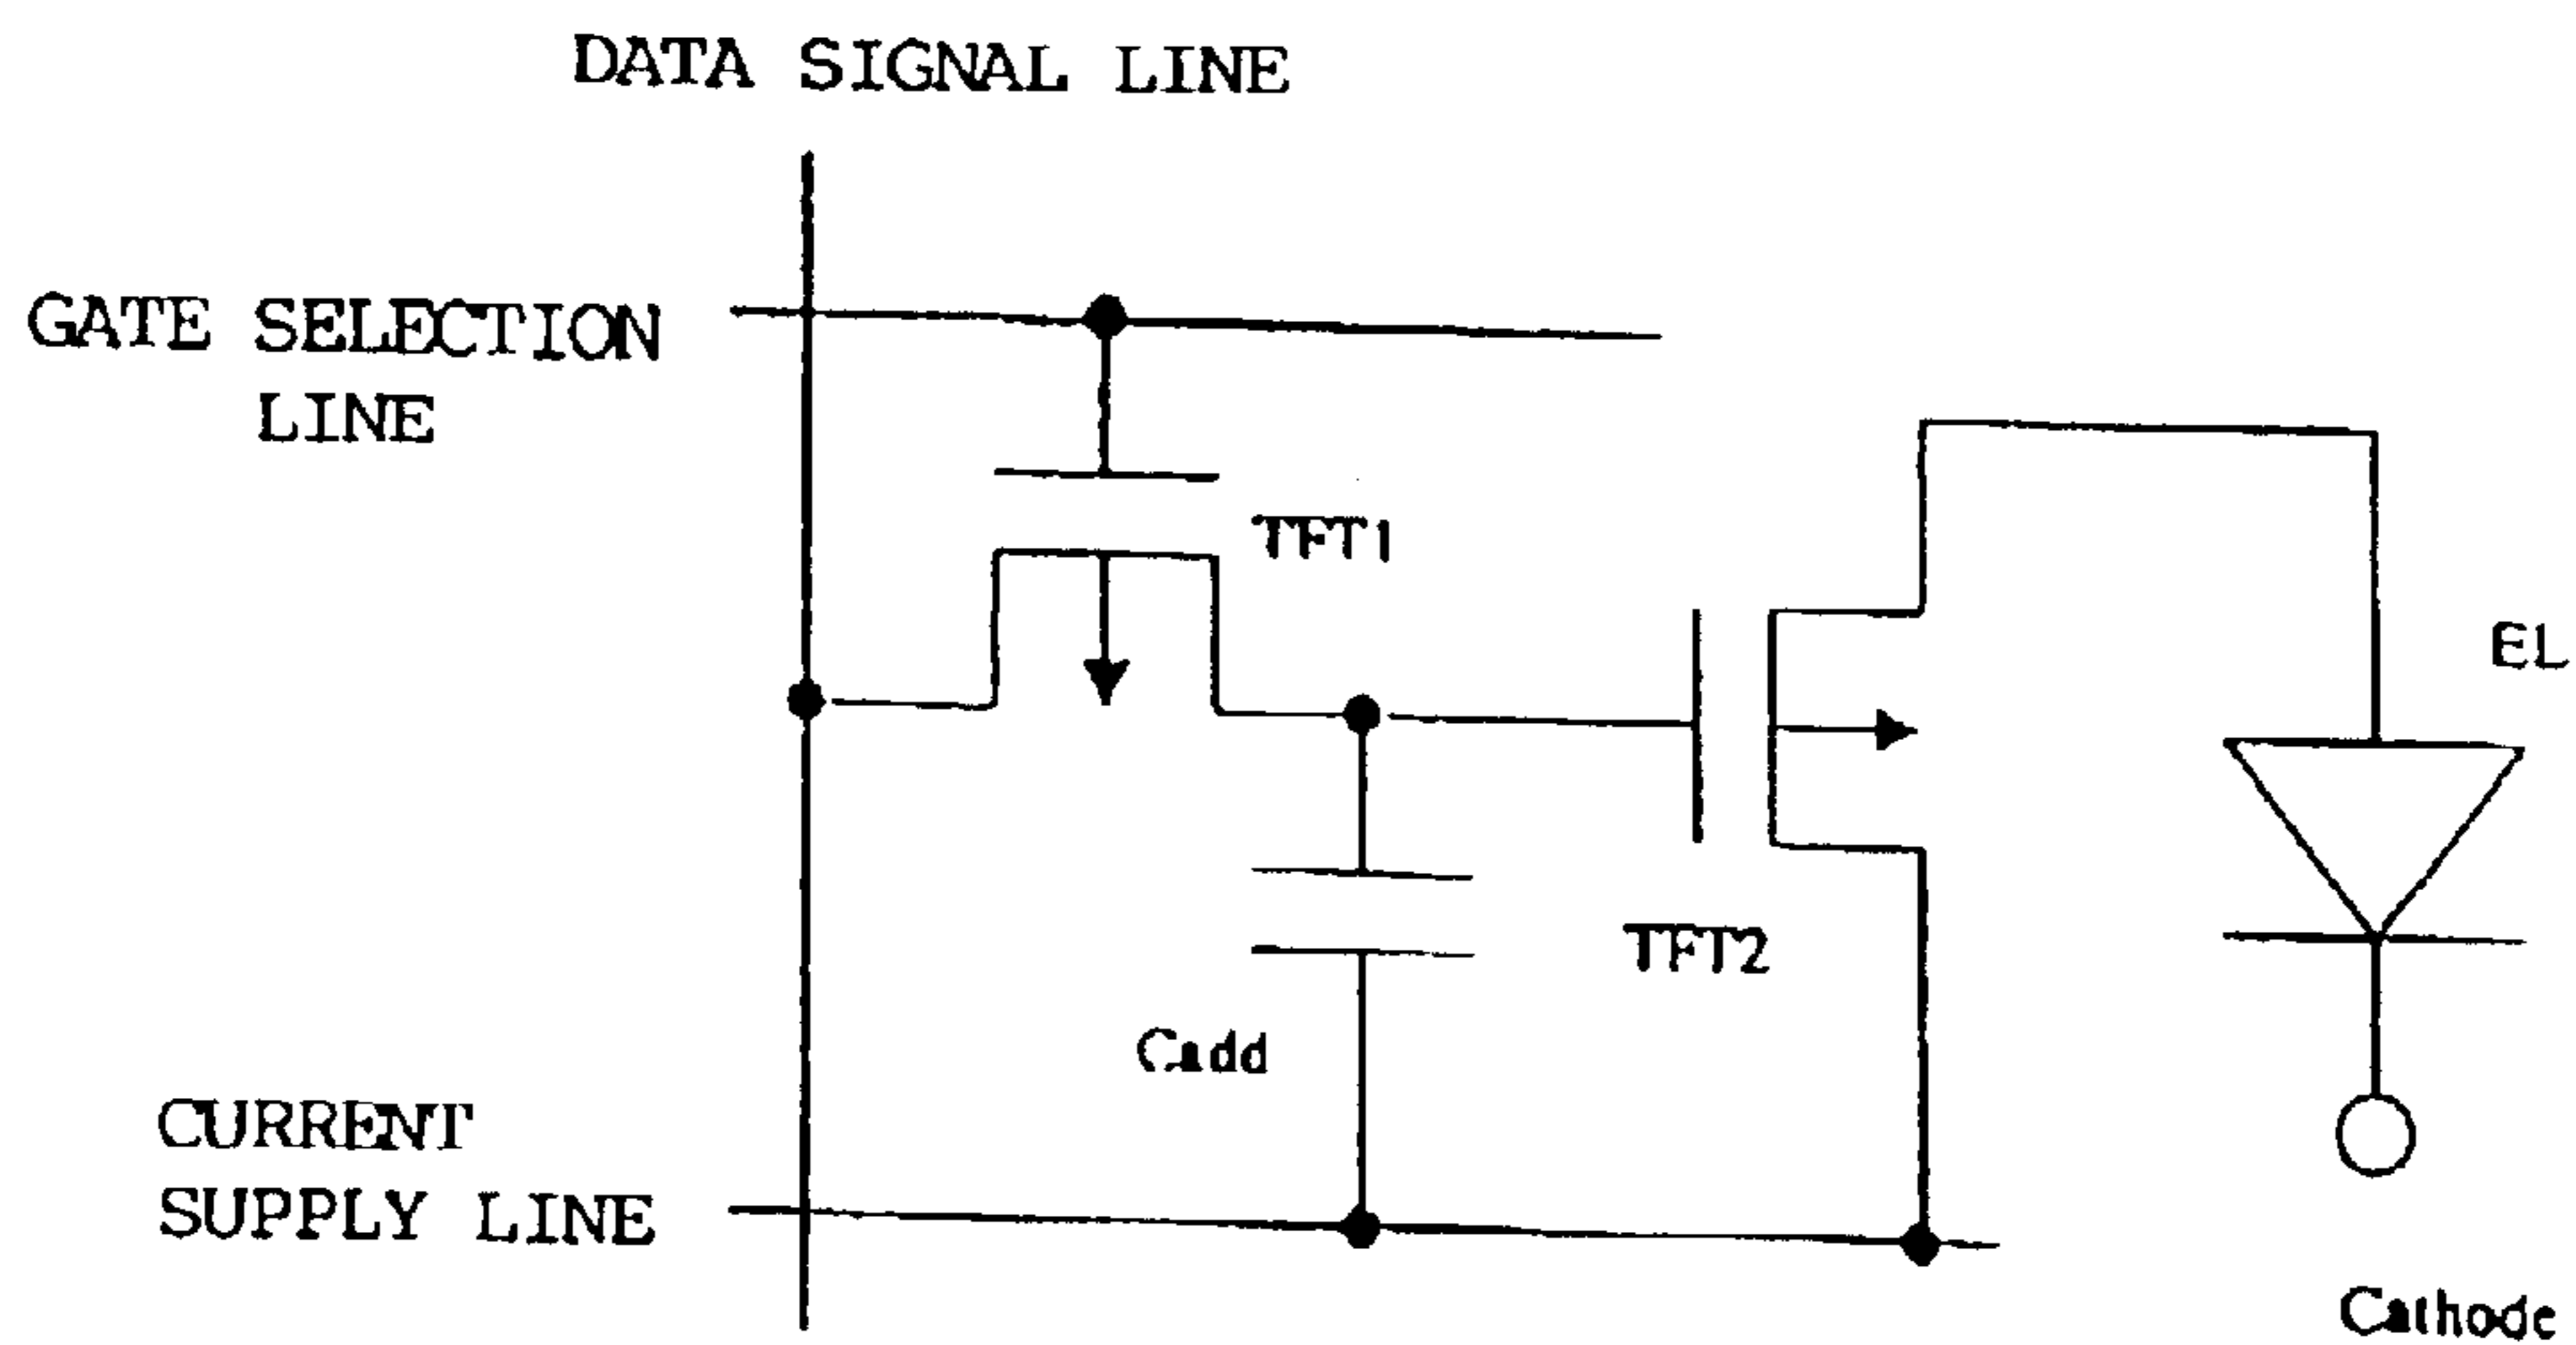 DATA SIGNAL LINE
GATE SELECTION
LINE
TFT1
EL
TFT2
Cadd
CURRENT
SUPPLY LINE
Cathode